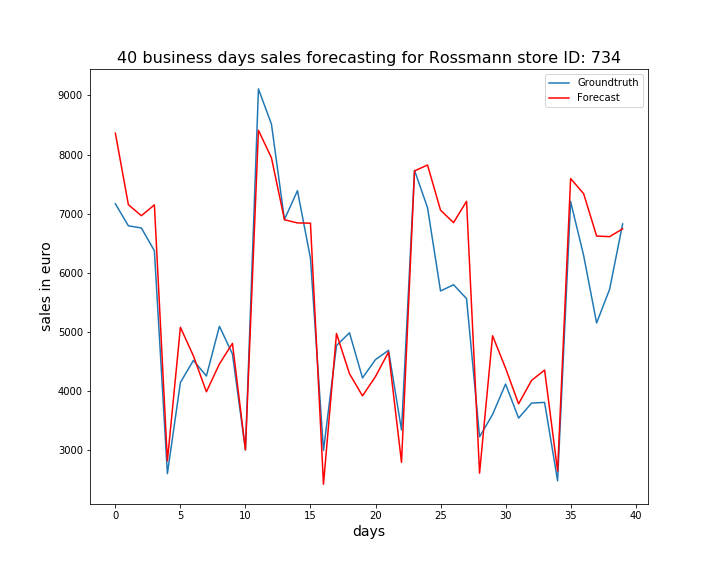 40 business days sales forecasting for Rossmann store ID: 734
Groundtruth
Forecast
sales in euro
9000
8000
7000
6000
5000
4000
3000
0 5 10 15 20 25 30 35 40
days